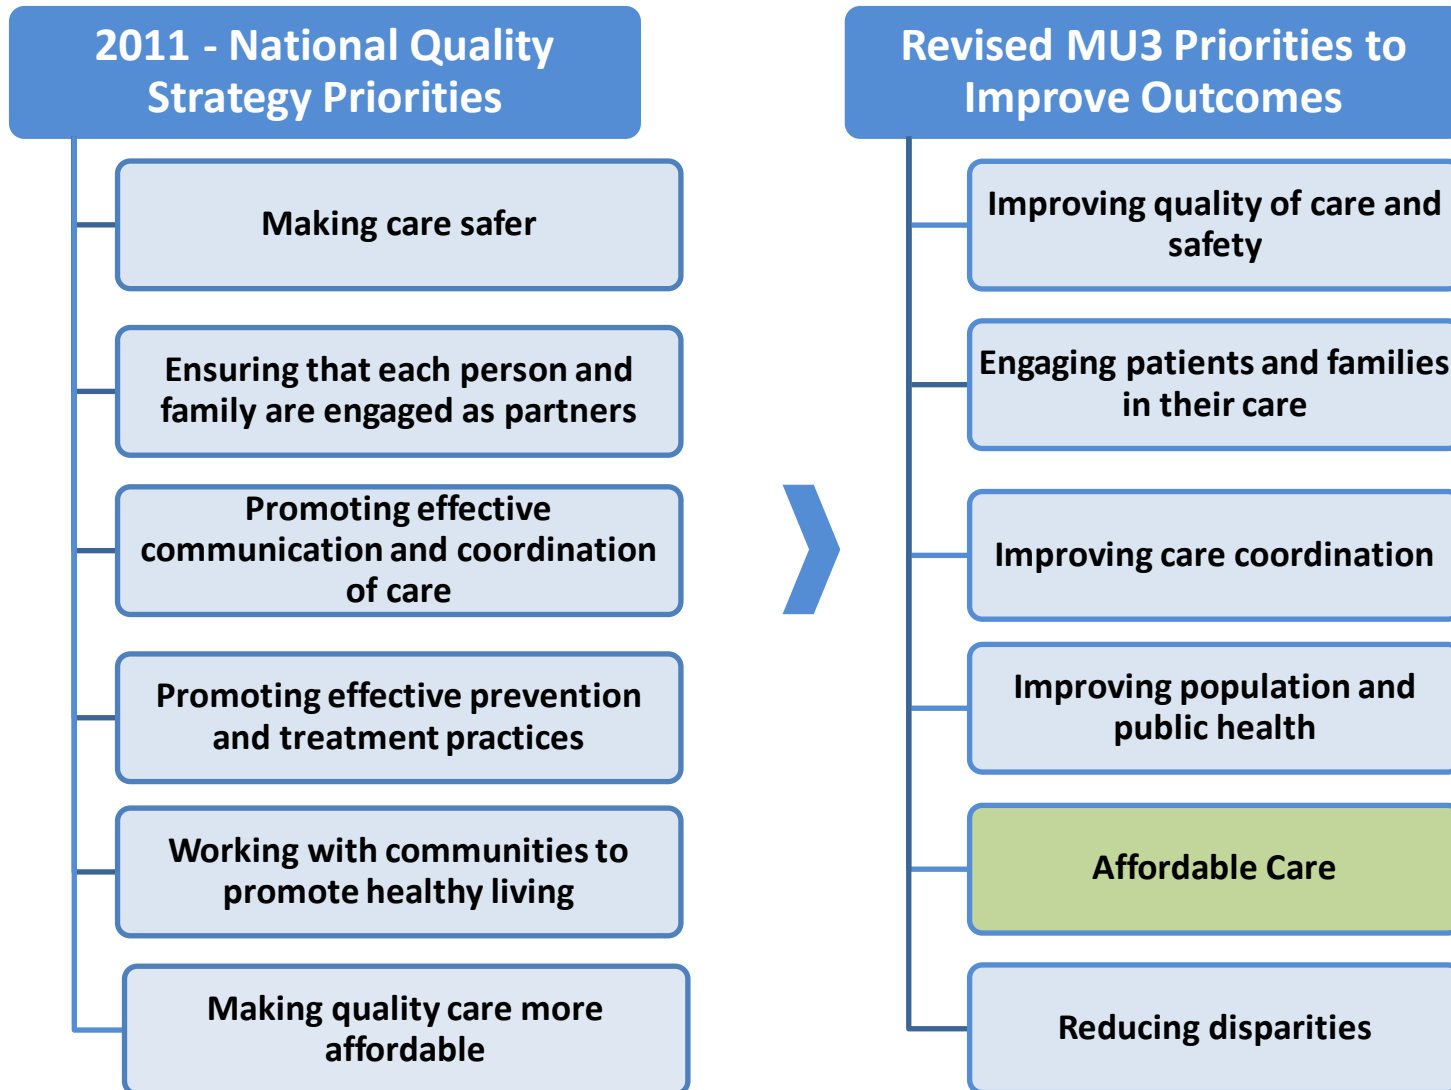 2011 - National Quality
Strategy Priorities
Making care safer
Ensuring that each person and
family are engaged as partners
Promoting effective
communication and coordination
of care
Promoting effective prevention
and treatment practices
Working with communities to
promote healthy living
Making quality care more
affordable
Revised MU3 Priorities to
Improve Outcomes
Improving quality of care and
safety
Engaging patients and families
in their care
Improving care coordination
Improving population and
public health
Affordable Care
Reducing disparities